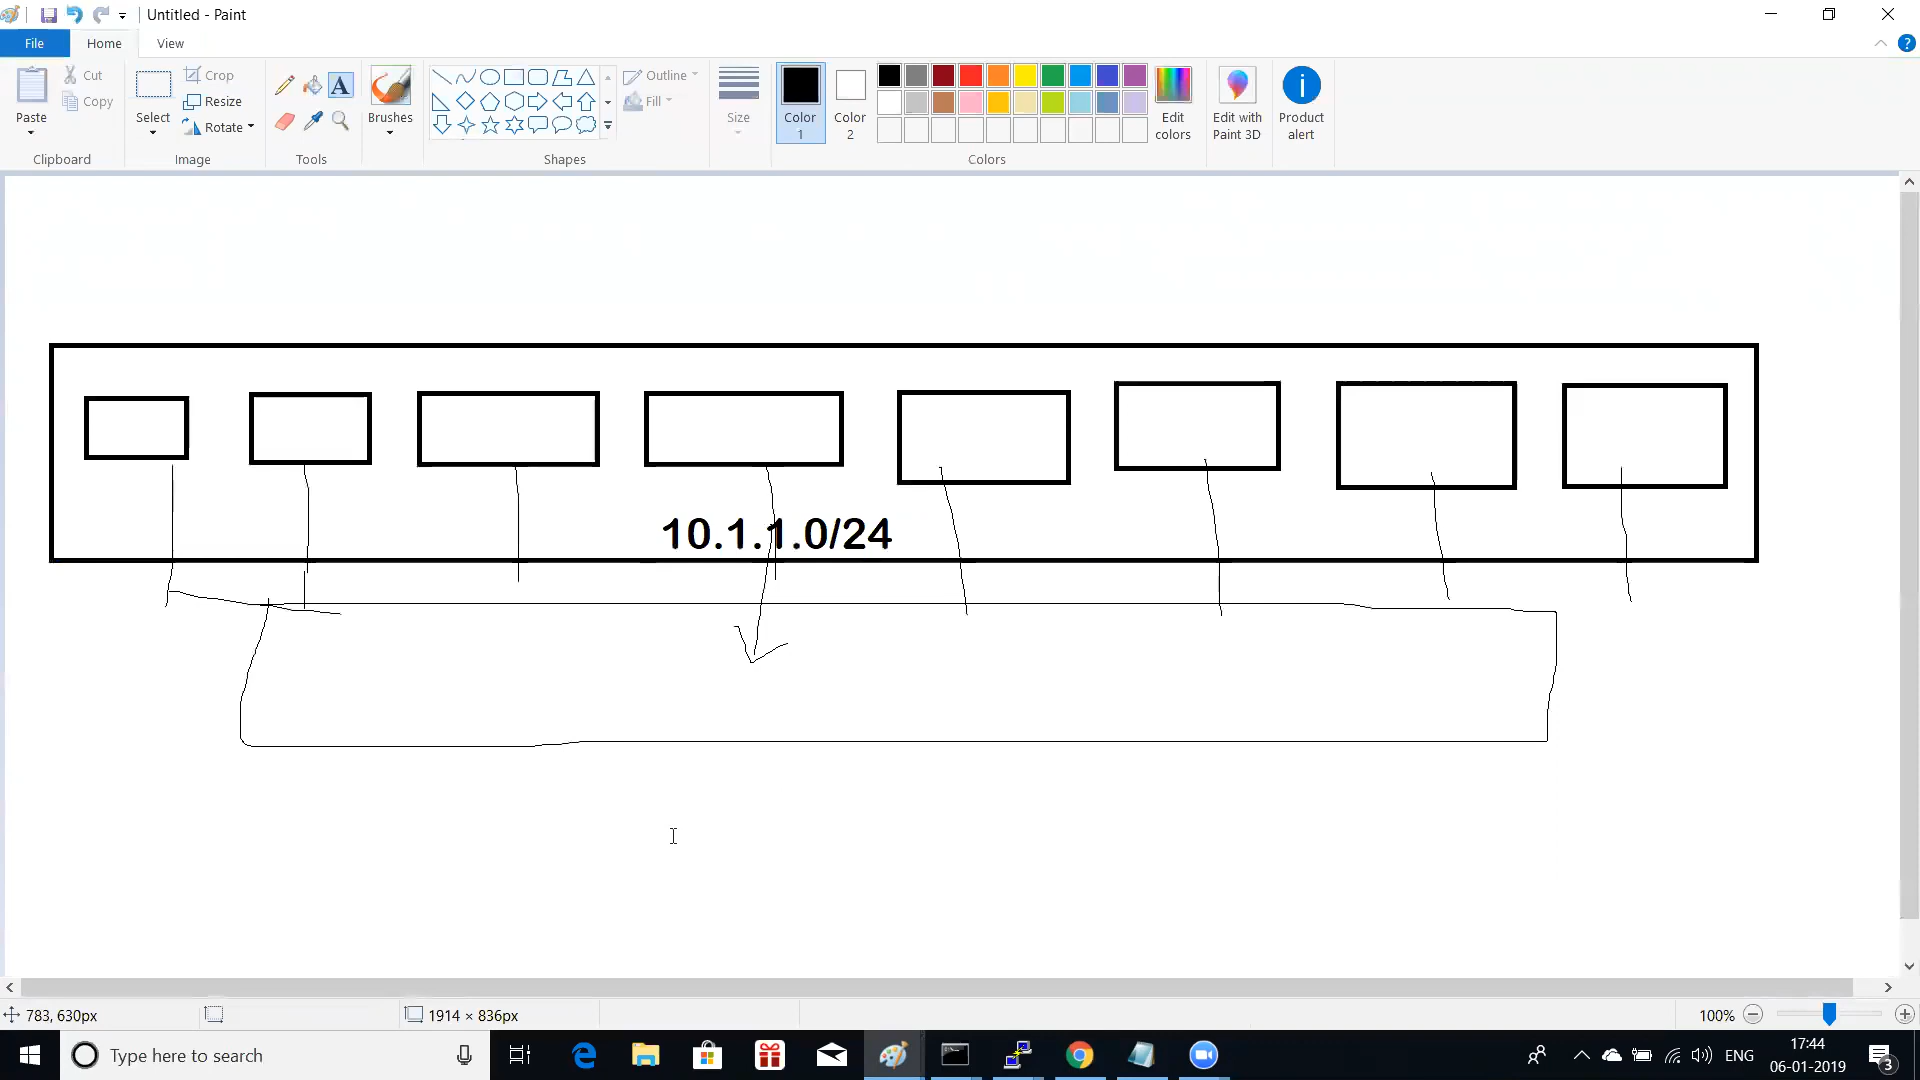 Untitled - Paint
File Home View
Paste
Cut
Copy
Clipboard
Select
Crop
Resize
Rotate
Image
A
Tools
Brushes
Outline
Fill
Shapes
Size
Color 1
Color 2
Edit colors
Colors
Edit with Paint 3D
Product alert
10.1.1.0/24
783, 630px
1914 × 836px
100%
Type here to search
ENG
17:44
06-01-2019
3